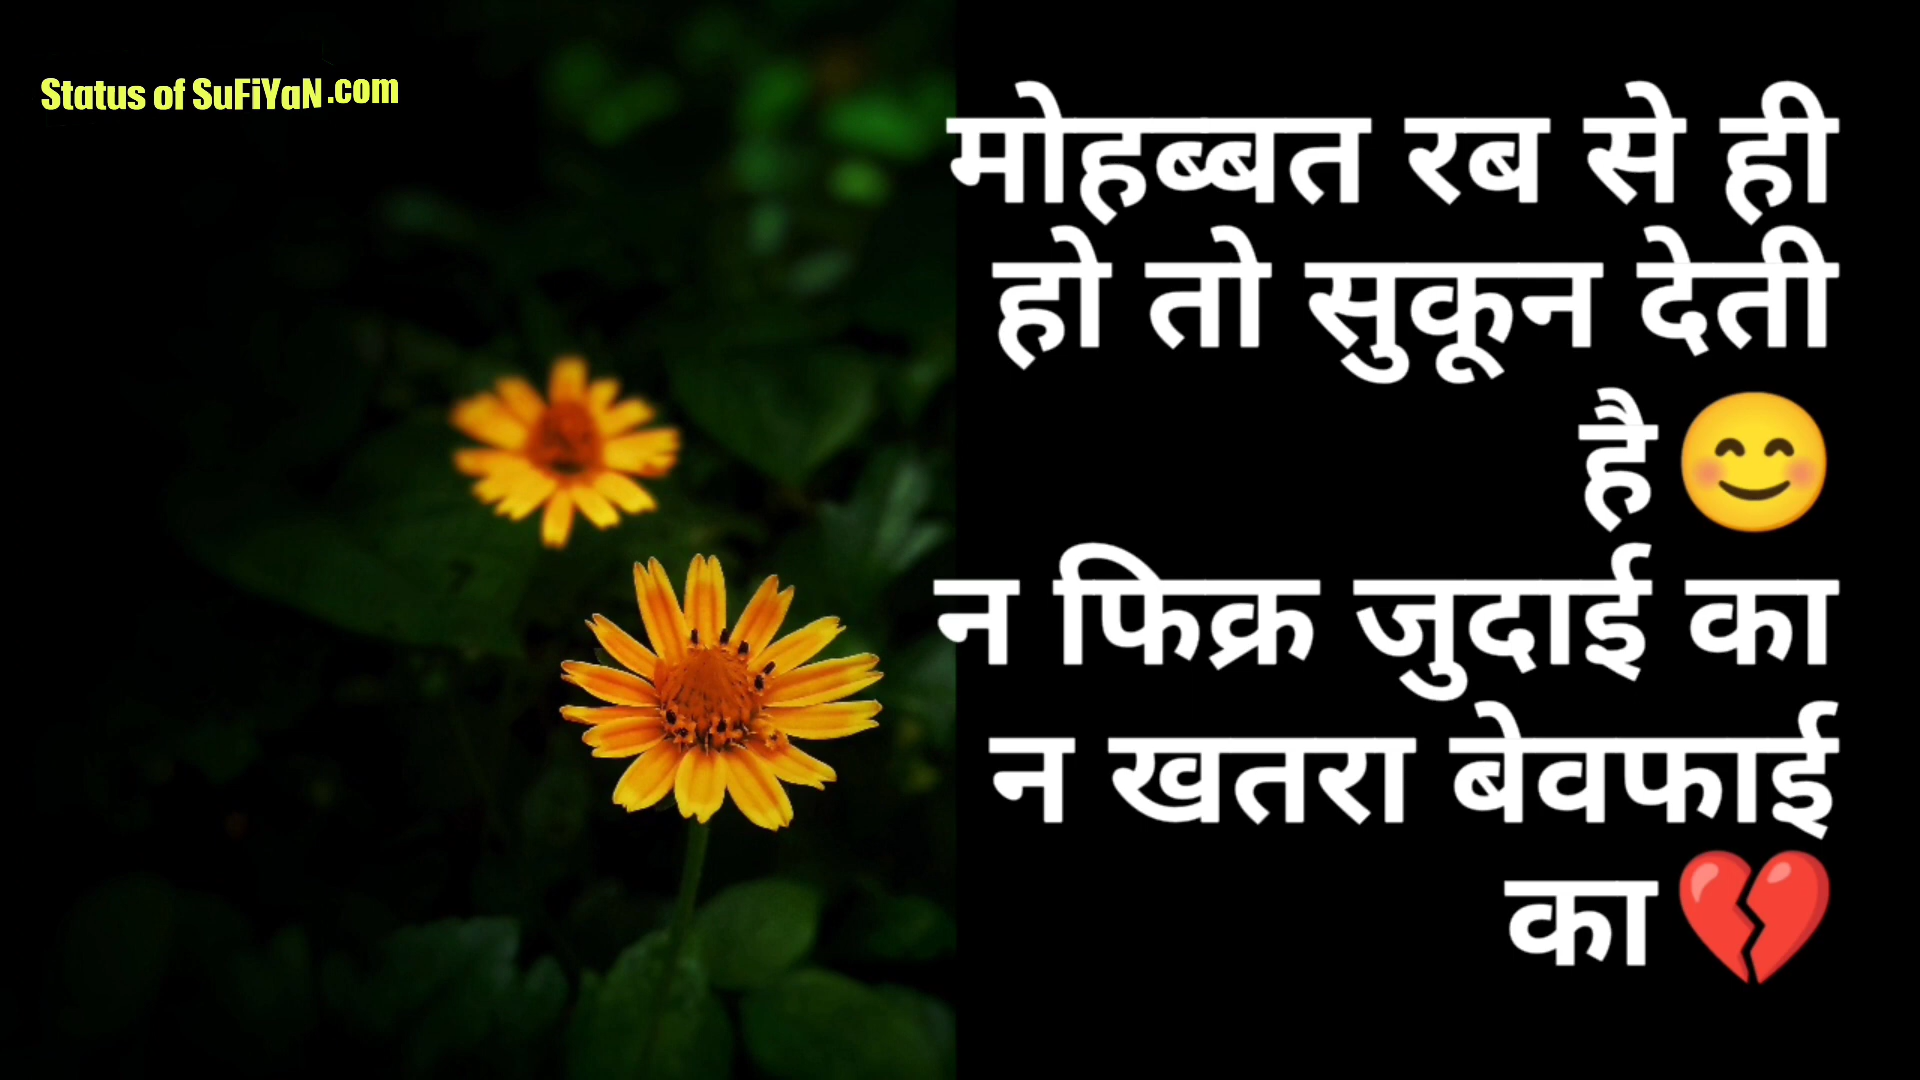 Status of SuFiYaN.com
मोहब्बत रब से ही
हो तो सुकून देती
है 😊
न फिक्र जुदाई का
न खतरा बेवफाई
का 💔